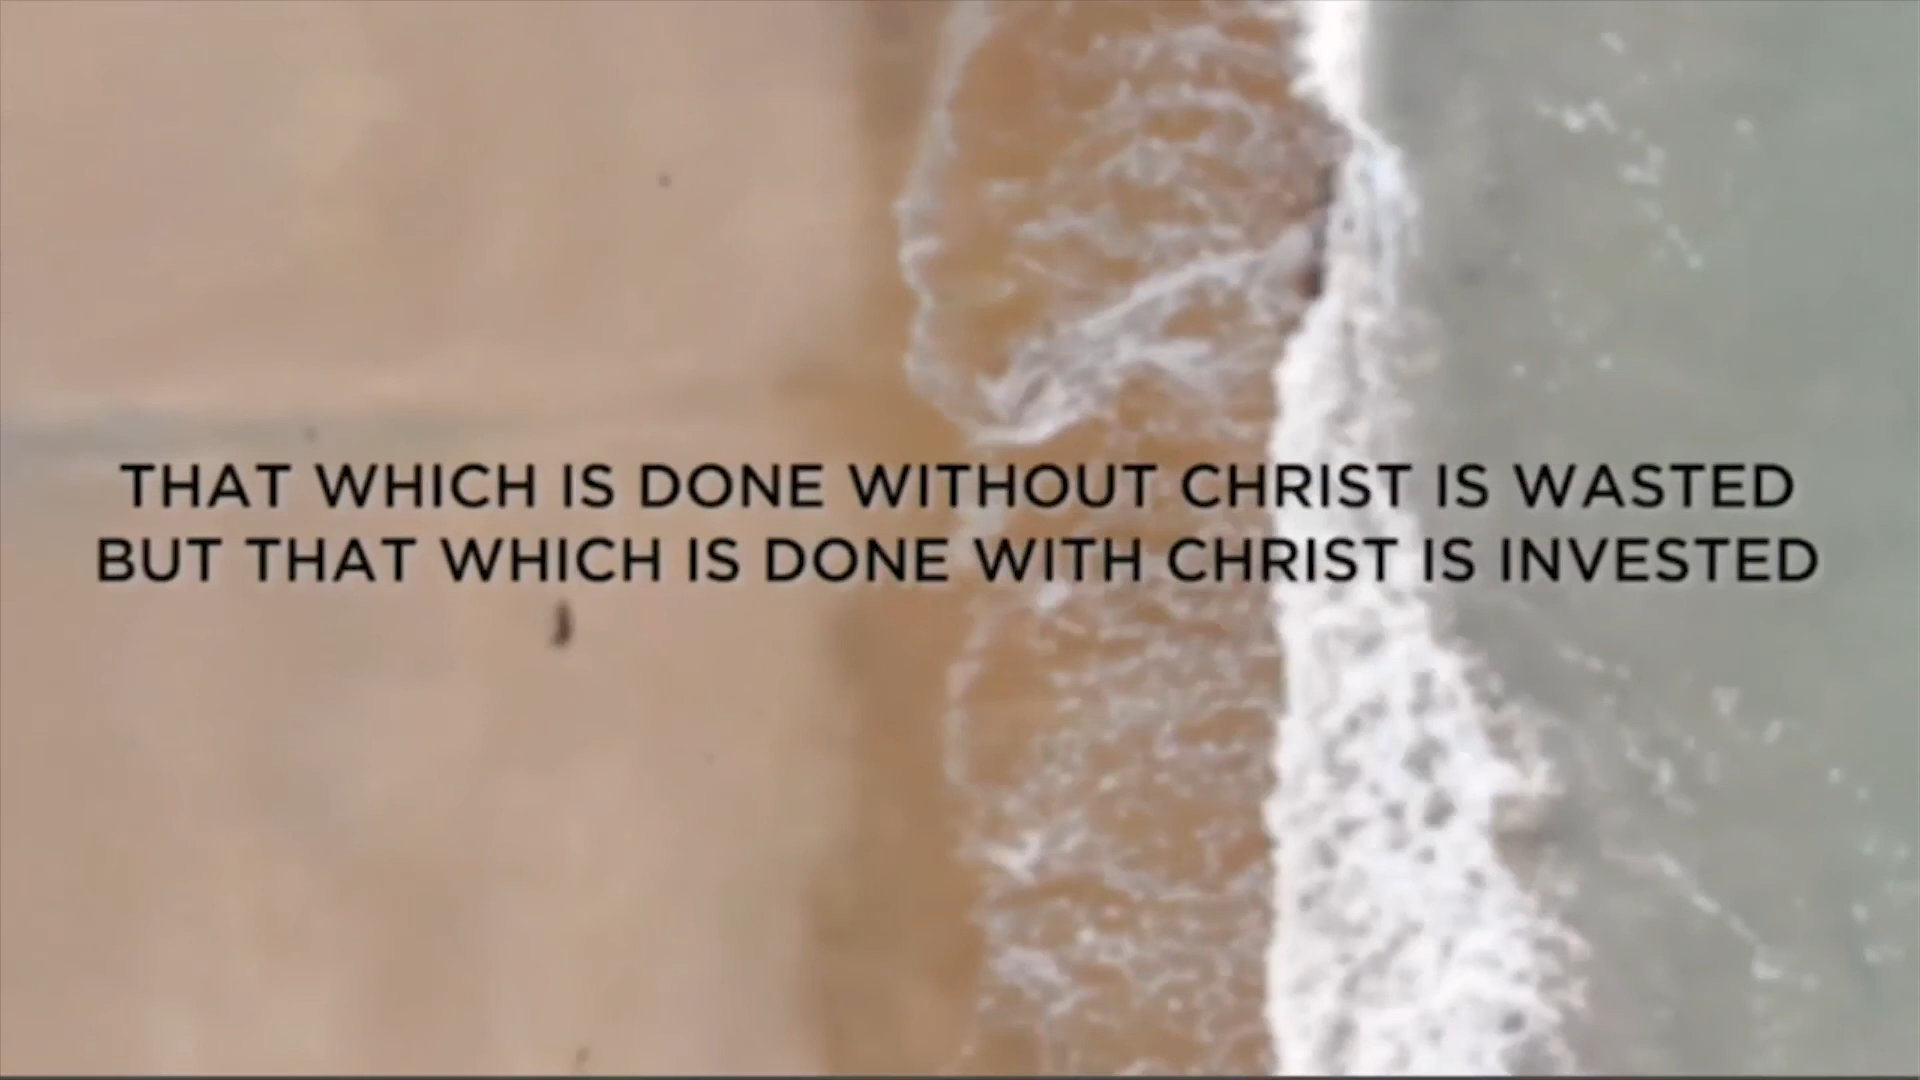 THAT WHICH IS DONE WITHOUT CHRIST IS WASTED
BUT THAT WHICH IS DONE WITH CHRIST IS INVESTED